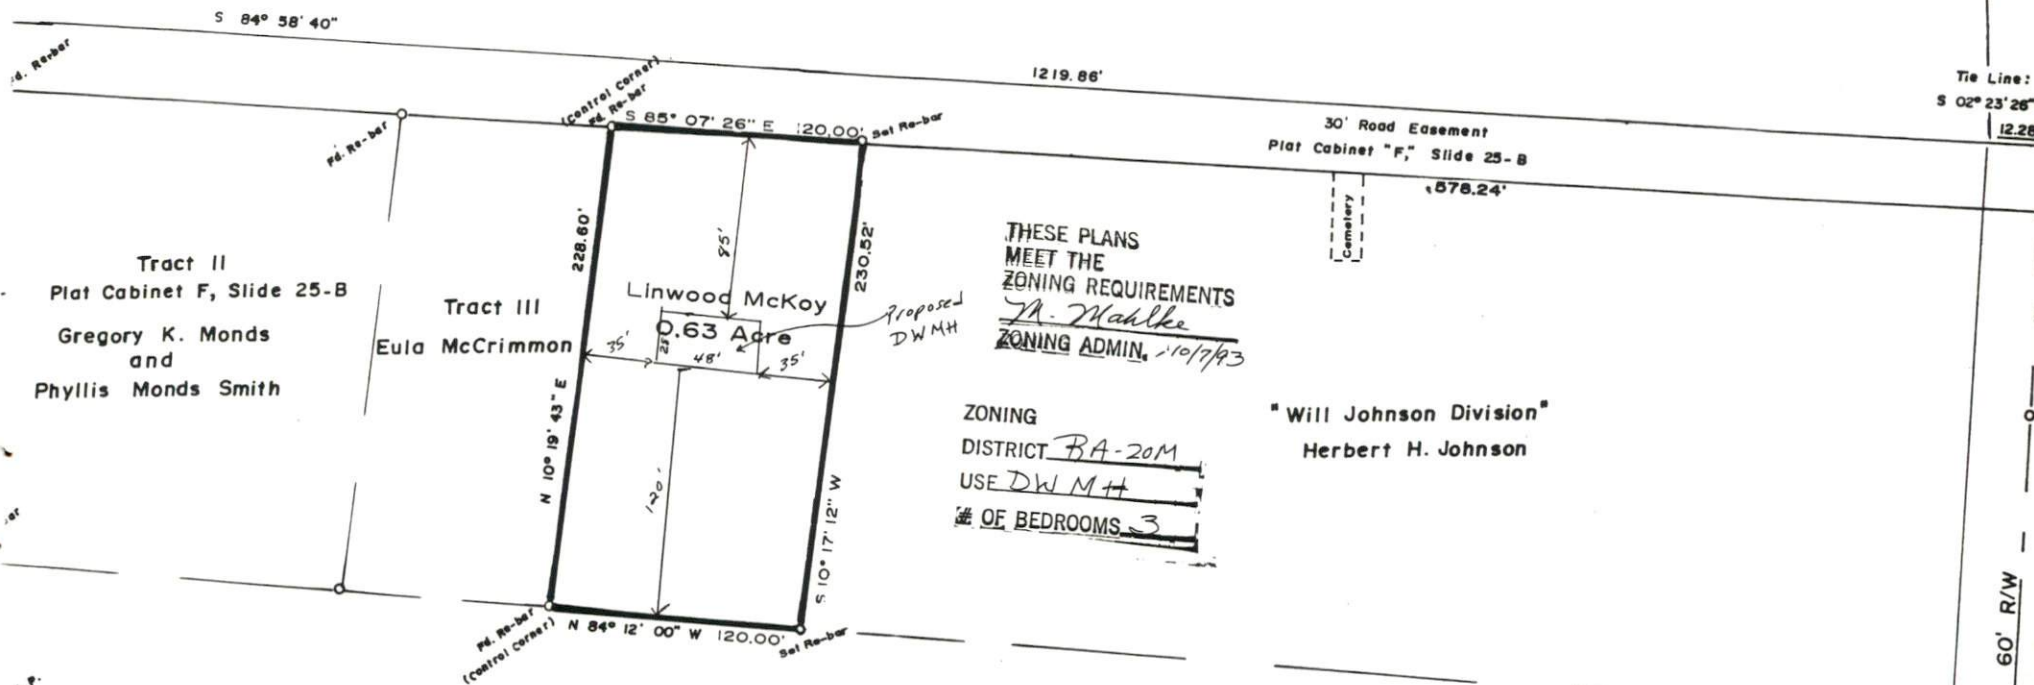 S 84° 58' 40"
1219.86'
Tie Line:
S 02° 23' 26"
12.28
d. Re-bar
(Control Corner)
Fd. Re-bar
S 85° 07' 26" E 120.00'
Set Re-bar
30' Road Easement
Plat Cabinet "F," Slide 25-B
578.24'
Cemetery
Fd. Re-bar
228.60'
95'
230.52'
THESE PLANS
MEET THE
ZONING REQUIREMENTS
M. Mahlke
ZONING ADMIN. 10/7/93
Tract II
Plat Cabinet F, Slide 25-B
Gregory K. Monds
and
Phyllis Monds Smith
Tract III
Eula McCrimmon
Linwood McKoy
0.63 Acre
Proposed
DWMH
35'
25'
48'
35'
N 10° 19' 43" E
120'
S 10° 17' 12" W
ZONING
DISTRICT RA-20M
USE DWMH
# OF BEDROOMS 3
"Will Johnson Division"
Herbert H. Johnson
60' R/W
Fd. Re-bar
(Control Corner)
N 84° 12' 00" W 120.00'
Set Re-bar